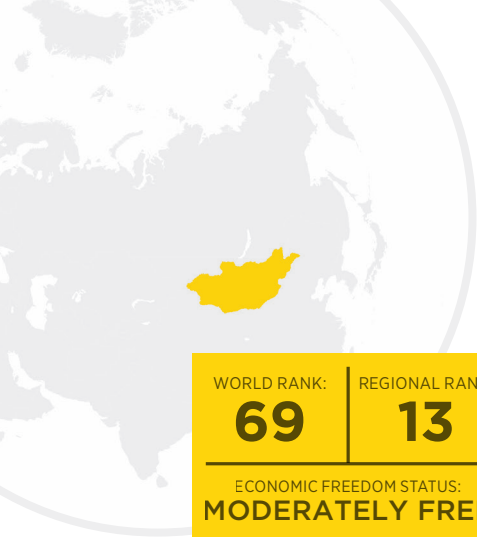 WORLD RANK:
REGIONAL RAN
69
13
ECONOMIC FREEDOM STATUS:
MODERATELY FRE